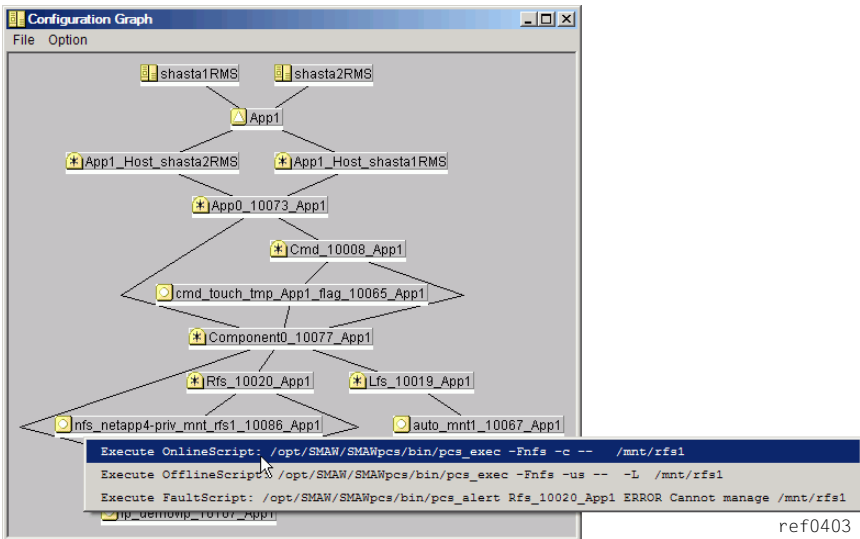 Configuration Graph
File Option
shasta1RMS shasta2RMS
App1
App1_Host_shasta2RMS App1_Host_shasta1RMS
App0_10073_App1
Cmd_10008_App1
cmd_touch_tmp_App1_flag_10065_App1
Component0_10077_App1
Rfs_10020_App1 Lfs_10019_App1
nfs_netapp4-priv_mnt_rfs1_10086_App1 auto_mnt1_10067_App1
Execute OnlineScript: /opt/SMAW/SMAWpcs/bin/pcs_exec -Fnfs -c -- /mnt/rfs1
Execute OfflineScript: /opt/SMAW/SMAWpcs/bin/pcs_exec -Fnfs -us -- -L /mnt/rfs1
Execute FaultScript: /opt/SMAW/SMAWpcs/bin/pcs_alert Rfs_10020_App1 ERROR Cannot manage /mnt/rfs1
ref0403